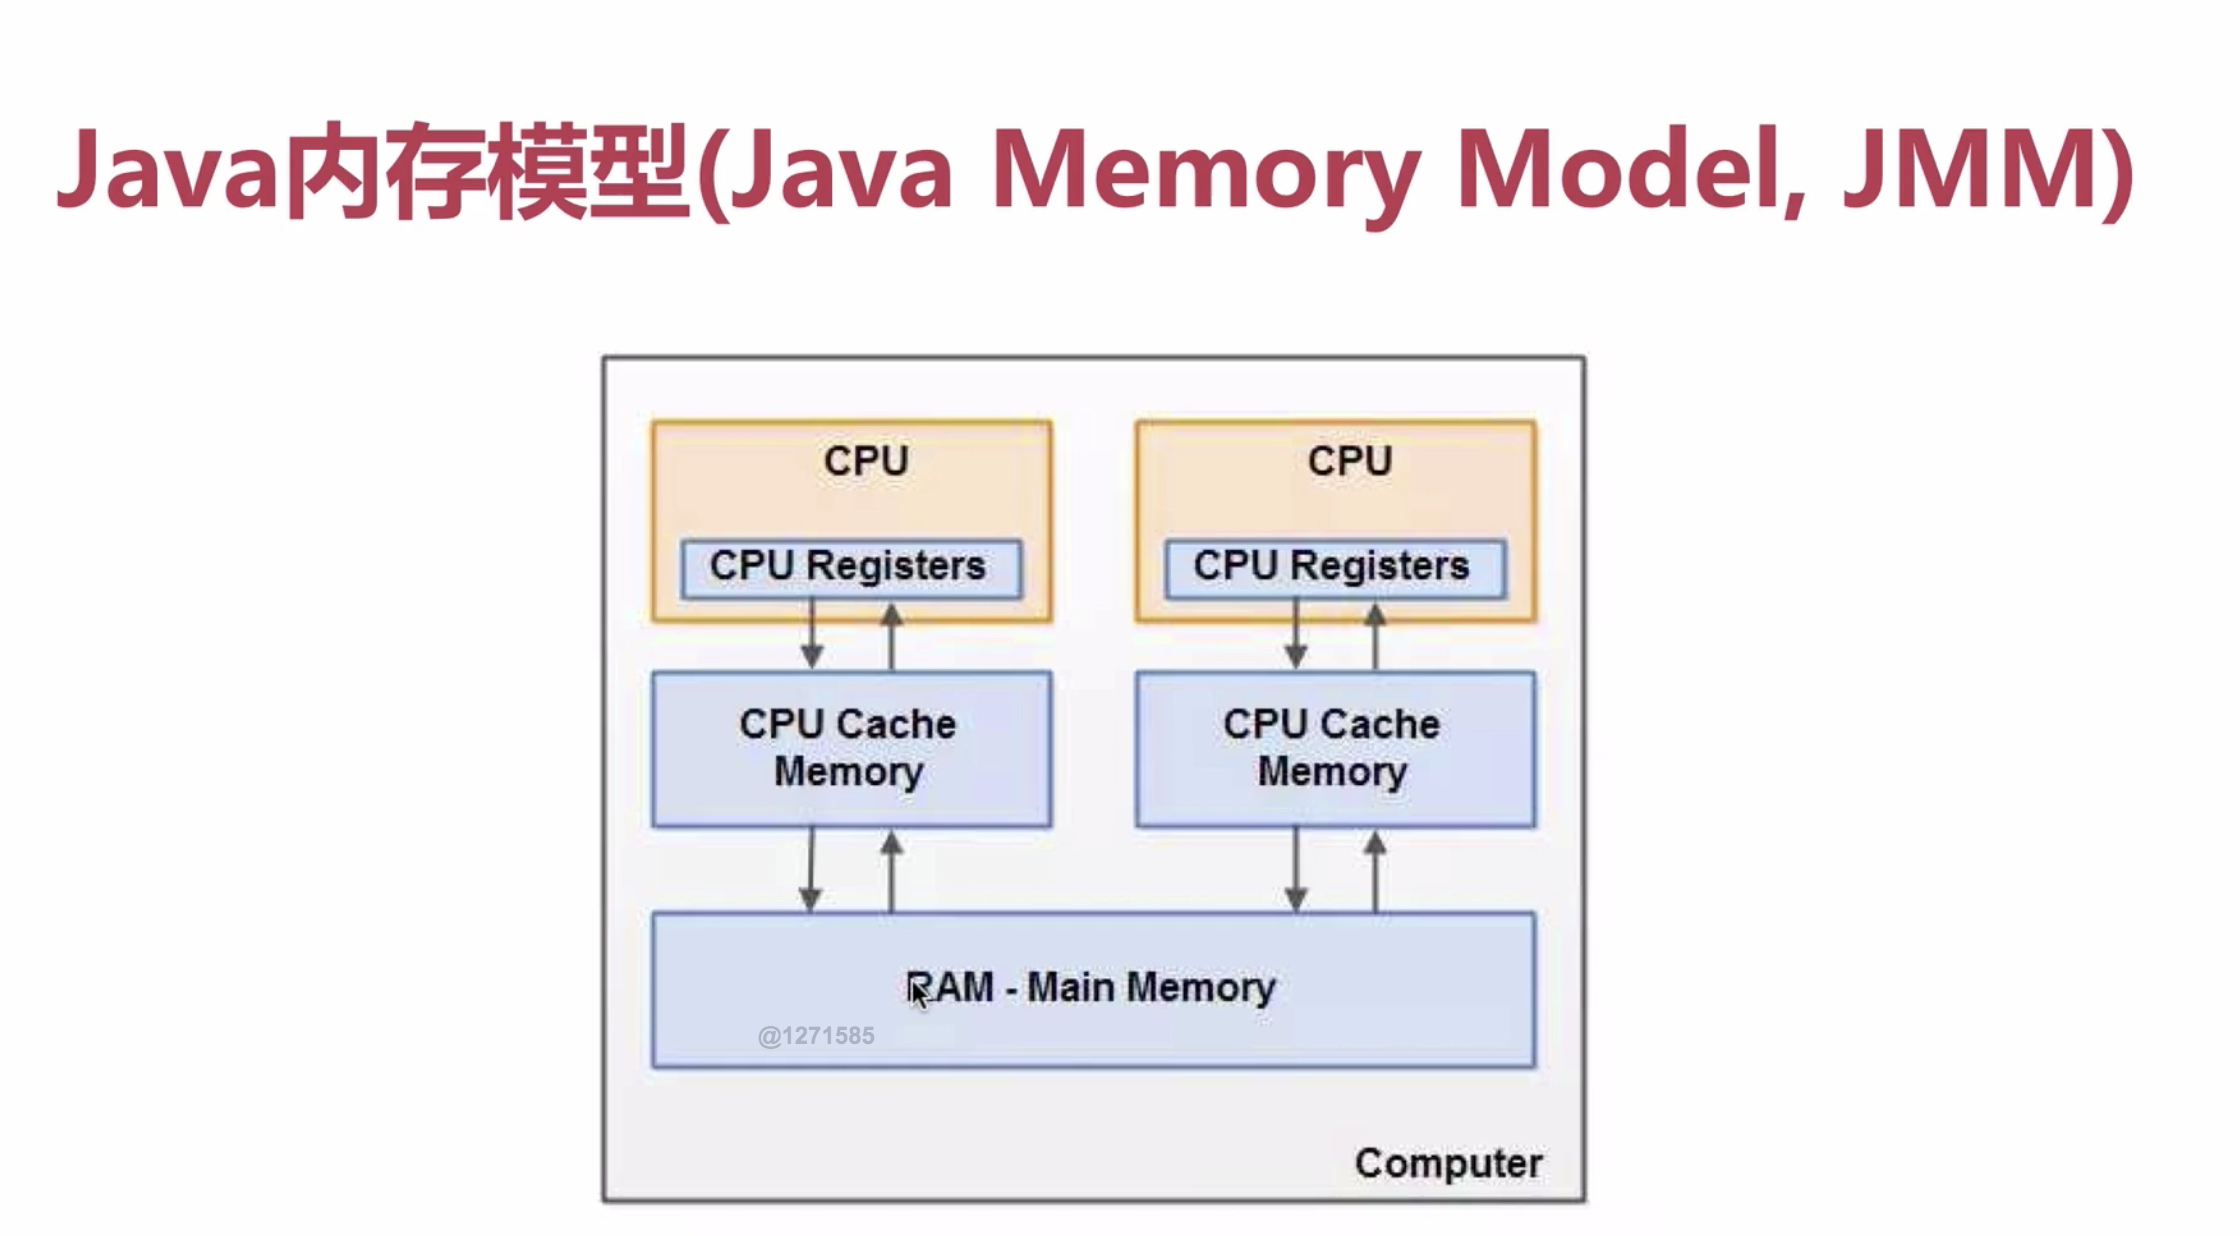 Java内存模型(Java Memory Model, JMM)
CPU
CPU Registers
CPU Cache
Memory
CPU
CPU Registers
CPU Cache
Memory
RAM - Main Memory
@1271585
Computer